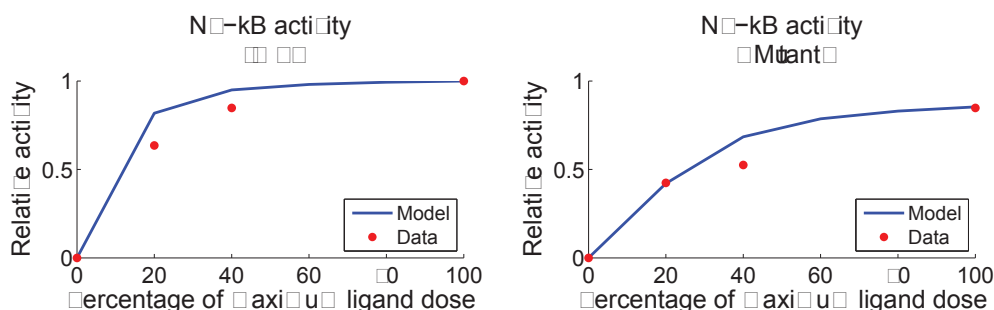 N□−kB acti□ity
1
0.5
0
Relati□e acti□ity
Model
Data
0 20 40 60 □0 100
□ercentage of □axi□u□ ligand dose
N□−kB acti□ity
1
0.5
0
Relati□e acti□ity
Model
Data
0 20 40 60 □0 100
□ercentage of □axi□u□ ligand dose